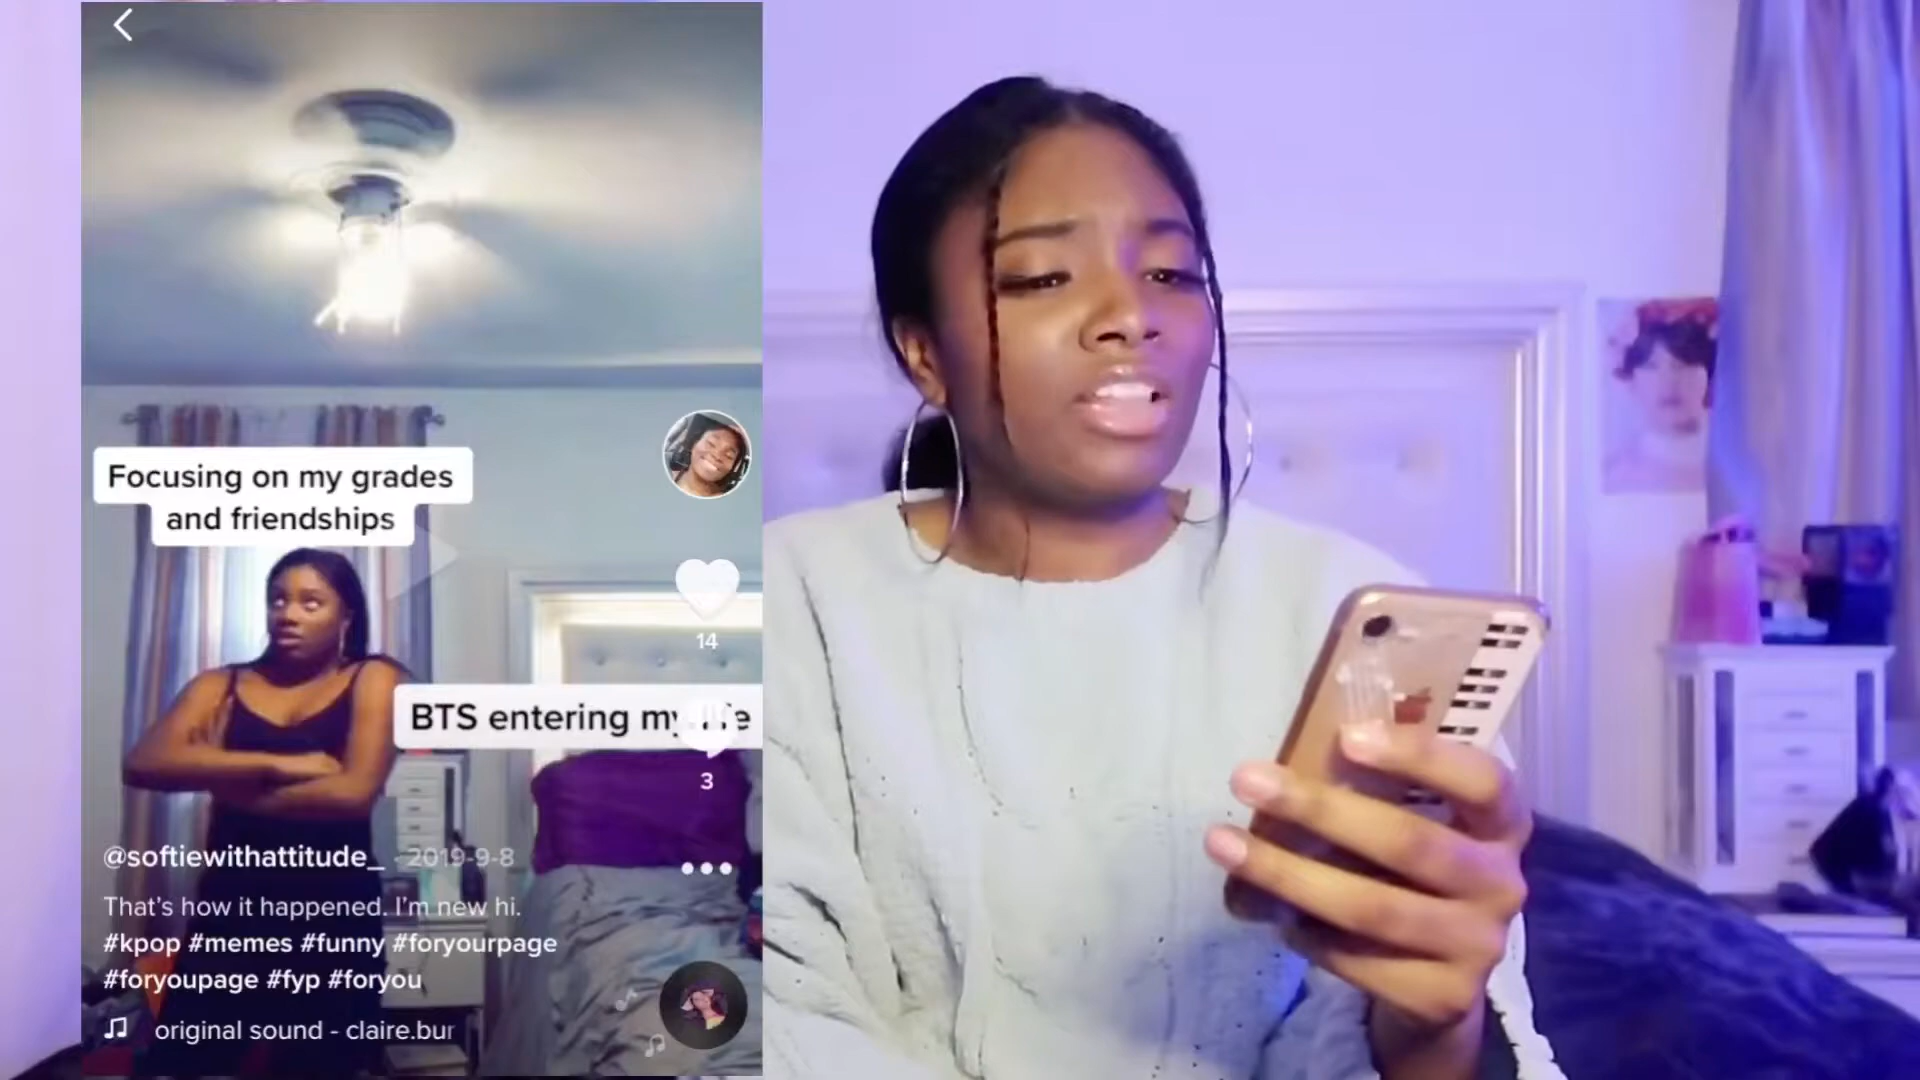 Focusing on my grades
and friendships
14
BTS entering my life
3
@softiewithattitude_ · 2019-9-8
That's how it happened. I'm new hi.
#kpop #memes #funny #foryourpage
#foryoupage #fyp #foryou
original sound - claire.bur